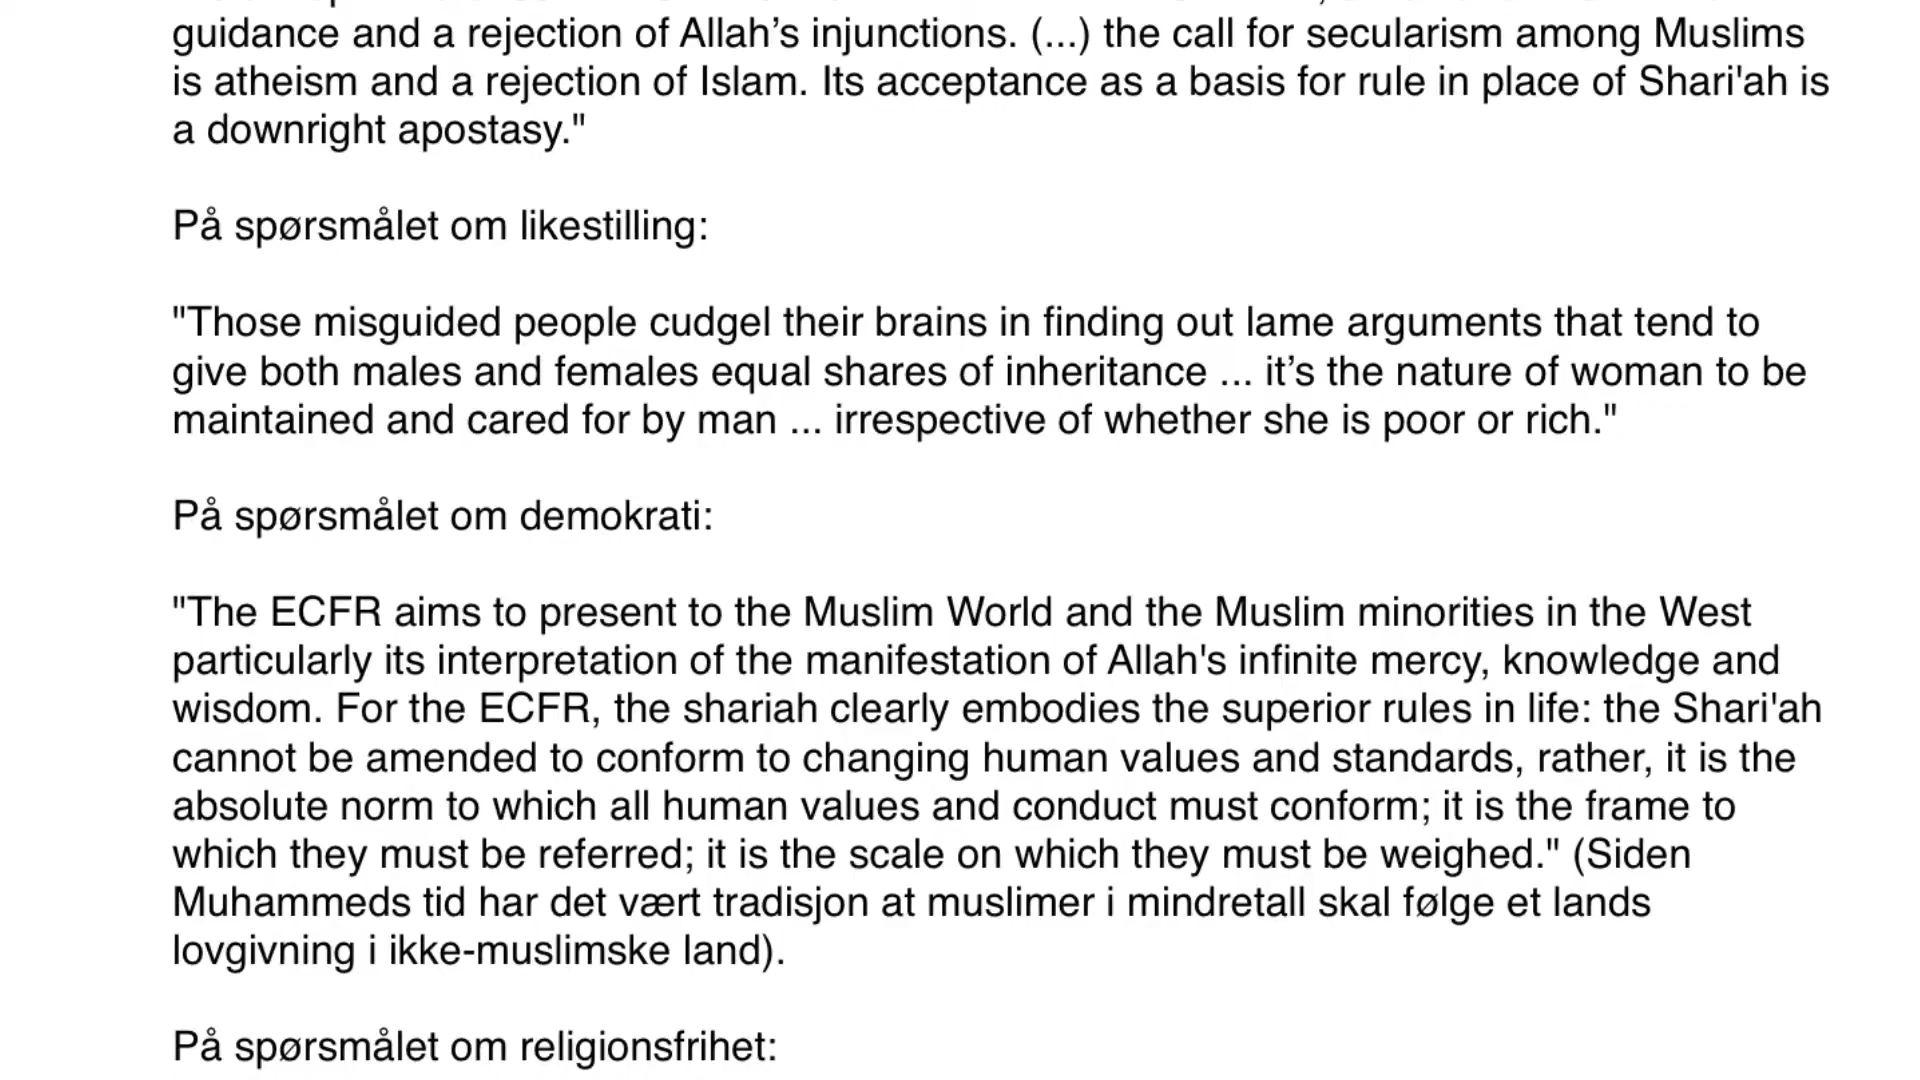 guidance and a rejection of Allah’s injunctions. (...) the call for secularism among Muslims
is atheism and a rejection of Islam. Its acceptance as a basis for rule in place of Shari'ah is
a downright apostasy."
På spørsmålet om likestilling:
"Those misguided people cudgel their brains in finding out lame arguments that tend to
give both males and females equal shares of inheritance ... it’s the nature of woman to be
maintained and cared for by man ... irrespective of whether she is poor or rich."
På spørsmålet om demokrati:
"The ECFR aims to present to the Muslim World and the Muslim minorities in the West
particularly its interpretation of the manifestation of Allah's infinite mercy, knowledge and
wisdom. For the ECFR, the shariah clearly embodies the superior rules in life: the Shari'ah
cannot be amended to conform to changing human values and standards, rather, it is the
absolute norm to which all human values and conduct must conform; it is the frame to
which they must be referred; it is the scale on which they must be weighed." (Siden
Muhammeds tid har det vært tradisjon at muslimer i mindretall skal følge et lands
lovgivning i ikke-muslimske land).
På spørsmålet om religionsfrihet: